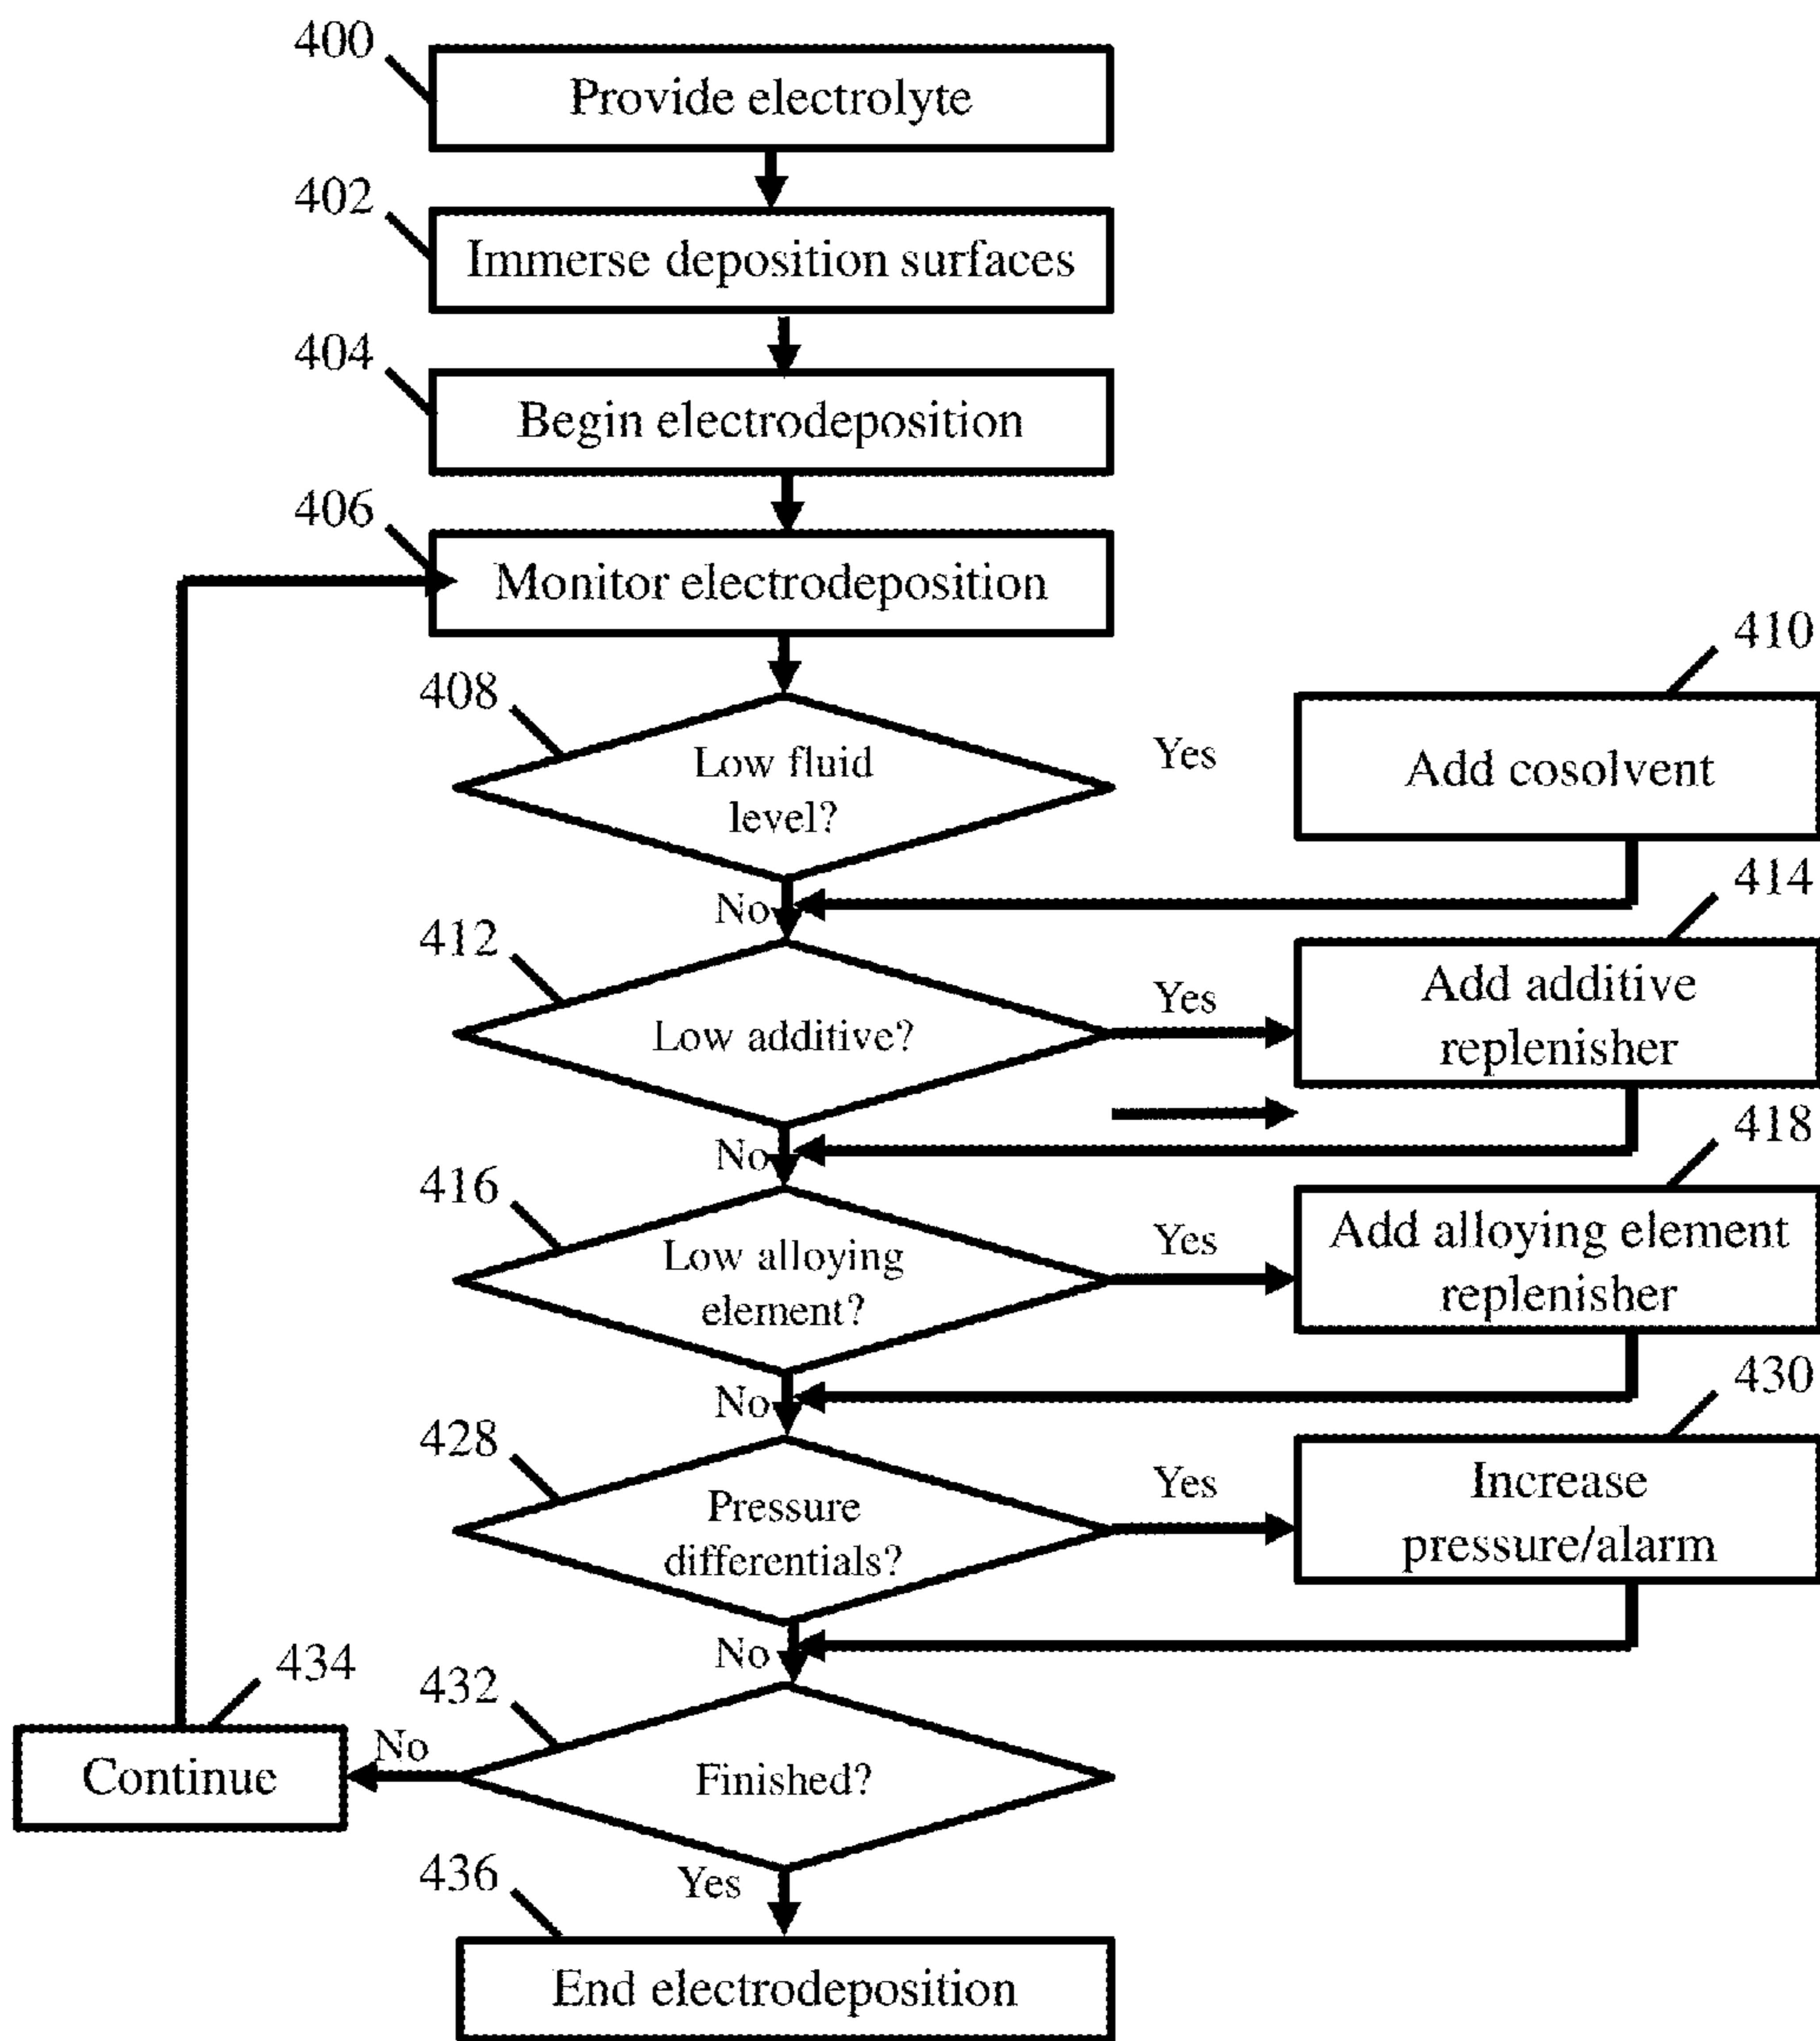 400
Provide electrolyte
402
Immerse deposition surfaces
404
Begin electrodeposition
406
Monitor electrodeposition
408
Low fluid
level?
Yes
410
Add cosolvent
No
412
Low additive?
Yes
414
Add additive
replenisher
No
416
Low alloying
element?
Yes
418
Add alloying element
replenisher
No
428
Pressure
differentials?
Yes
430
Increase
pressure/alarm
No
432
Finished?
No
434
Continue
Yes
436
End electrodeposition